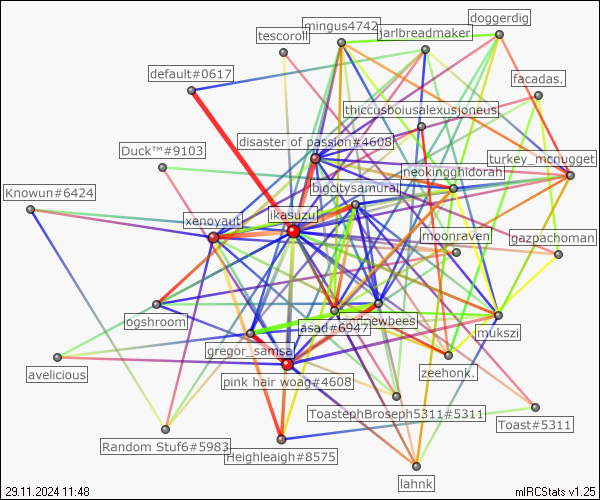 doggerdig
mingus4742
jarlbreadmaker
tescoroll
default#0617
facadas.
thiccusboiusalexusjoneus
disaster of passion#4608
Duck™#9103
turkey_mcnugget
neokingghidorah
bigcitysamurai
Knowun#6424
ikasuzu
xenoyaut
moonraven
gazpachoman
ogshroom
asad#6947
andrewbees
mukszi
gregor_samsa
zeehonk.
avelicious
pink hair woag#4608
ToastephBroseph5311#5311
Toast#5311
Random Stuf6#5983
Heighleaigh#8575
lahnk
29.11.2024 11:48
mIRCStats v1.25